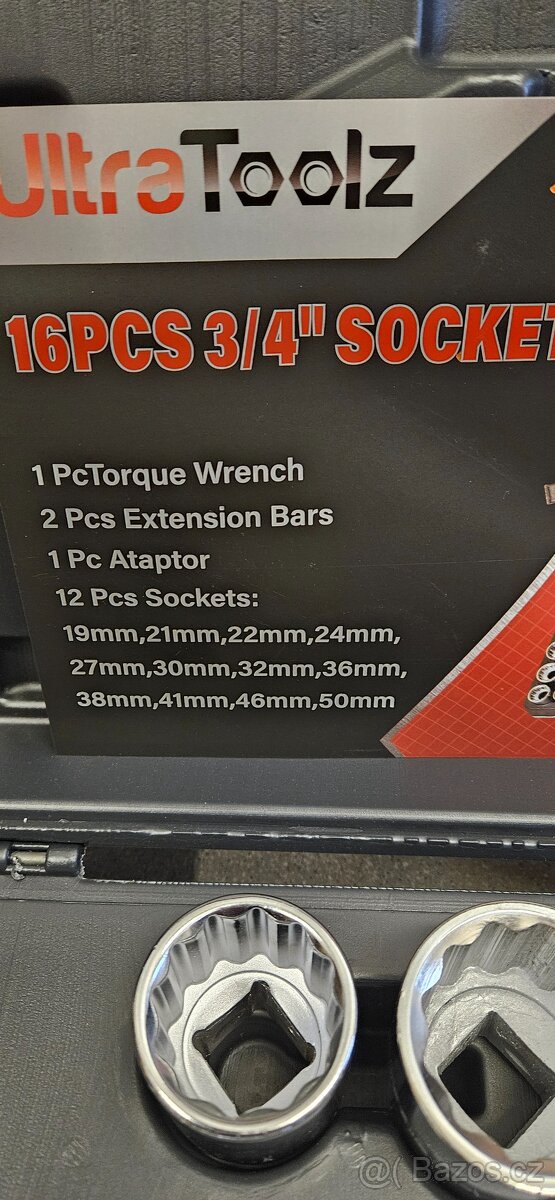 UltraToolz
16PCS 3/4" SOCKET
1 PcTorque Wrench
2 Pcs Extension Bars
1 Pc Ataptor
12 Pcs Sockets:
19mm,21mm,22mm,24mm,
27mm,30mm,32mm,36mm,
38mm,41mm,46mm,50mm
@( Bazos.cz